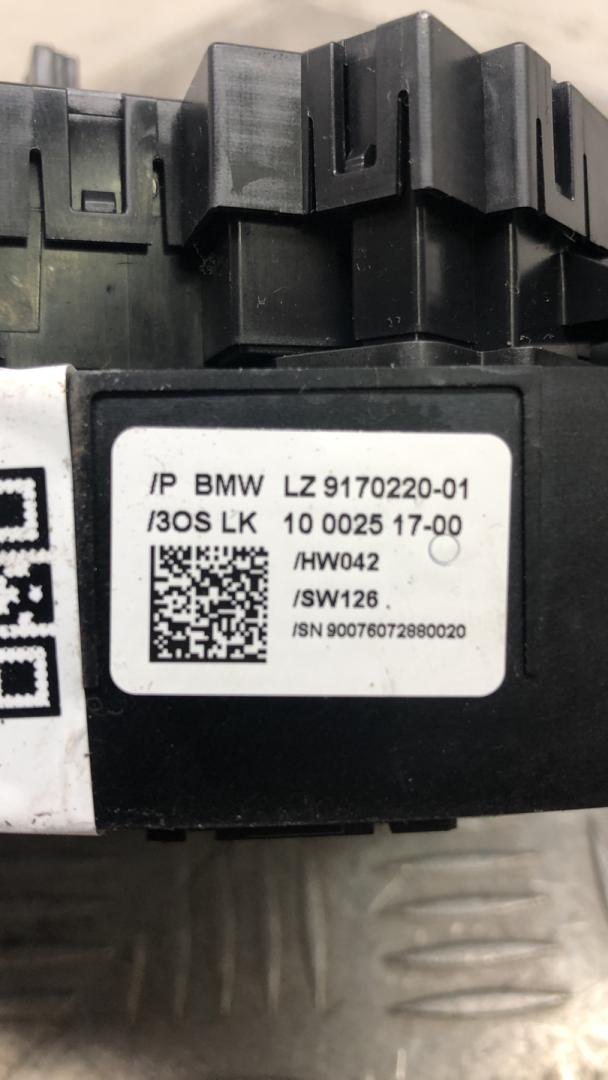 /P BMW LZ 9170220-01
/3OS LK 10 0025 17-00
/HW042
/SW126
/SN 90076072880020